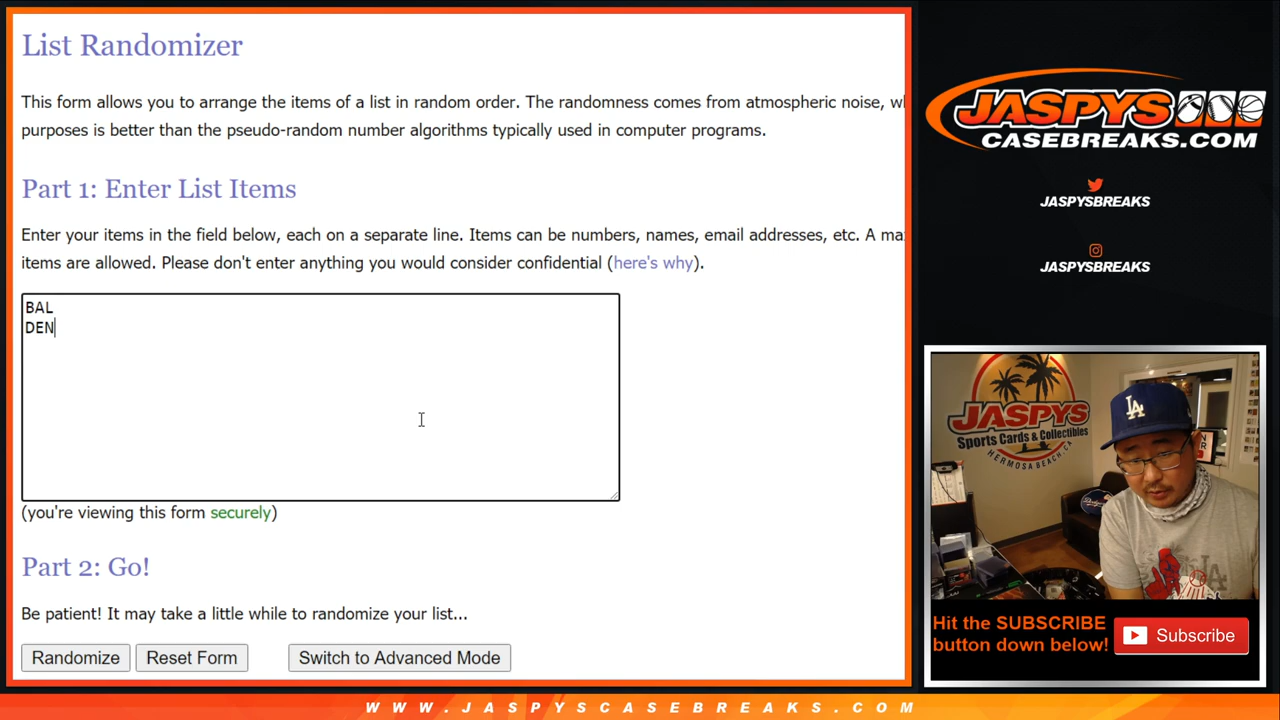 List Randomizer
This form allows you to arrange the items of a list in random order. The randomness comes from atmospheric noise, w
purposes is better than the pseudo-random number algorithms typically used in computer programs.
Part 1: Enter List Items
Enter your items in the field below, each on a separate line. Items can be numbers, names, email addresses, etc. A ma
items are allowed. Please don't enter anything you would consider confidential (here's why).
BAL
DEN
(you're viewing this form securely)
Part 2: Go!
Be patient! It may take a little while to randomize your list...
Randomize
Reset Form
Switch to Advanced Mode
JASPYS
CASEBREAKS.COM
JASPYSBREAKS
JASPYSBREAKS
JASPYS
Sports Cards & Collectibles
HERMOSA BEACH, CA
LA
LA
Hit the SUBSCRIBE
button down below!
Subscribe
WWW.JASPYSCASEBREAKS.COM